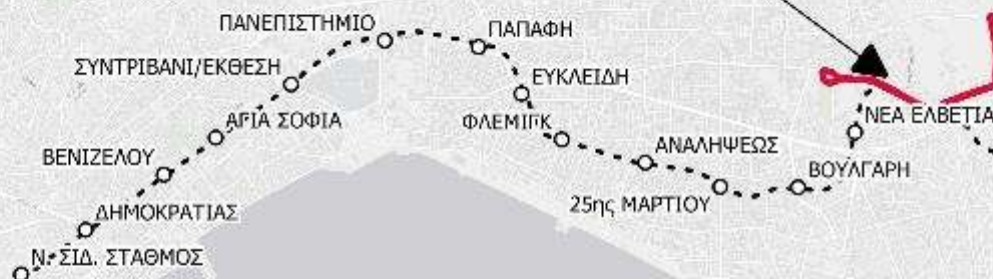 ΠΑΝΕΠΙΣΤΗΜΙΟ
ΠΑΠΑΦΗ
ΣΥΝΤΡΙΒΑΝΙ/ΕΚΘΕΣΗ
ΕΥΚΛΕΙΔΗ
ΑΓΙΑ ΣΟΦΙΑ
ΦΛΕΜΙΓΚ
ΝΕΑ ΕΛΒΕΤΙΑ
ΒΕΝΙΖΕΛΟΥ
ΑΝΑΛΗΨΕΩΣ
ΒΟΥΛΓΑΡΗ
25ης ΜΑΡΤΙΟΥ
ΔΗΜΟΚΡΑΤΙΑΣ
Ν. ΣΙΔ. ΣΤΑΘΜΟΣ